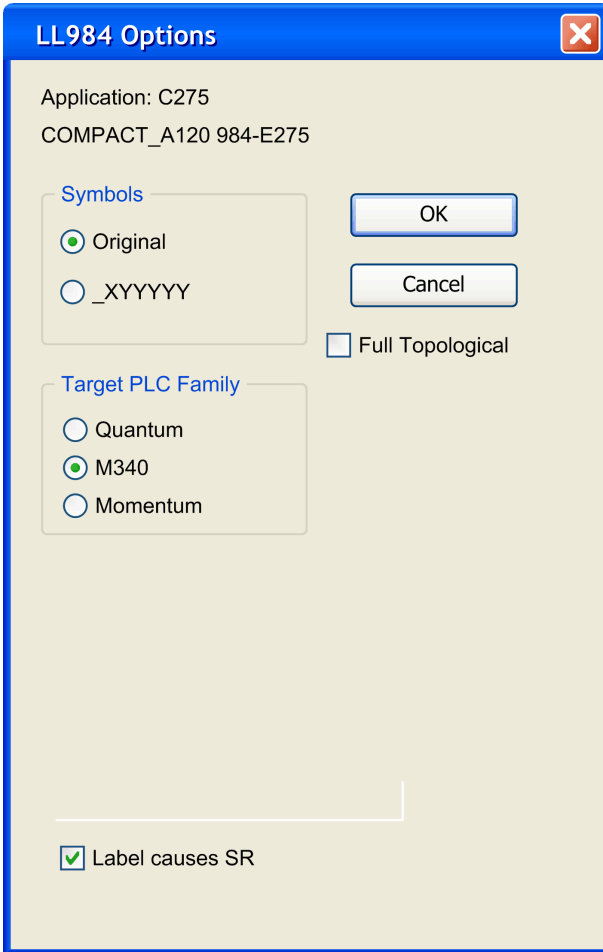 LL984 Options
Application: C275
COMPACT_A120 984-E275
Symbols
Original
_XYYYYY
OK
Cancel
Full Topological
Target PLC Family
Quantum
M340
Momentum
Label causes SR